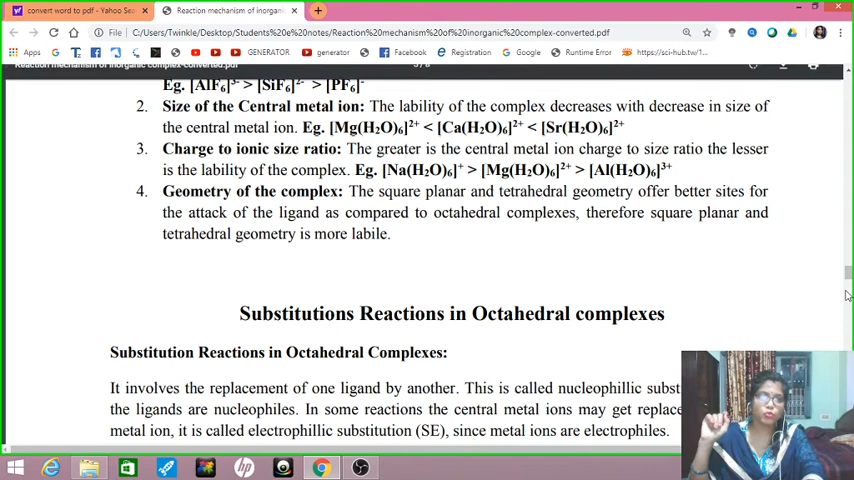 convert word to pdf - Yahoo Sea
Reaction mechanism of inorganic
File
C:/Users/Twinkle/Desktop/Students%20e%20notes/Reaction%20mechanism%20of%20inorganic%20complex-converted.pdf
Apps
GENERATOR
generator
Facebook
Registration
Google
Runtime Error
https://sci-hub.tw/1...
Eg. [AlF₆]³⁻ > [SiF₆]²⁻ > [PF₆]⁻
2. Size of the Central metal ion: The lability of the complex decreases with decrease in size of
the central metal ion. Eg. [Mg(H₂O)₆]²⁺ < [Ca(H₂O)₆]²⁺ < [Sr(H₂O)₆]²⁺
3. Charge to ionic size ratio: The greater is the central metal ion charge to size ratio the lesser
is the lability of the complex. Eg. [Na(H₂O)₆]⁺ > [Mg(H₂O)₆]²⁺ > [Al(H₂O)₆]³⁺
4. Geometry of the complex: The square planar and tetrahedral geometry offer better sites for
the attack of the ligand as compared to octahedral complexes, therefore square planar and
tetrahedral geometry is more labile.
Substitutions Reactions in Octahedral complexes
Substitution Reactions in Octahedral Complexes:
It involves the replacement of one ligand by another. This is called nucleophillic subst
the ligands are nucleophiles. In some reactions the central metal ions may get replace
metal ion, it is called electrophillic substitution (SE), since metal ions are electrophiles.
hp